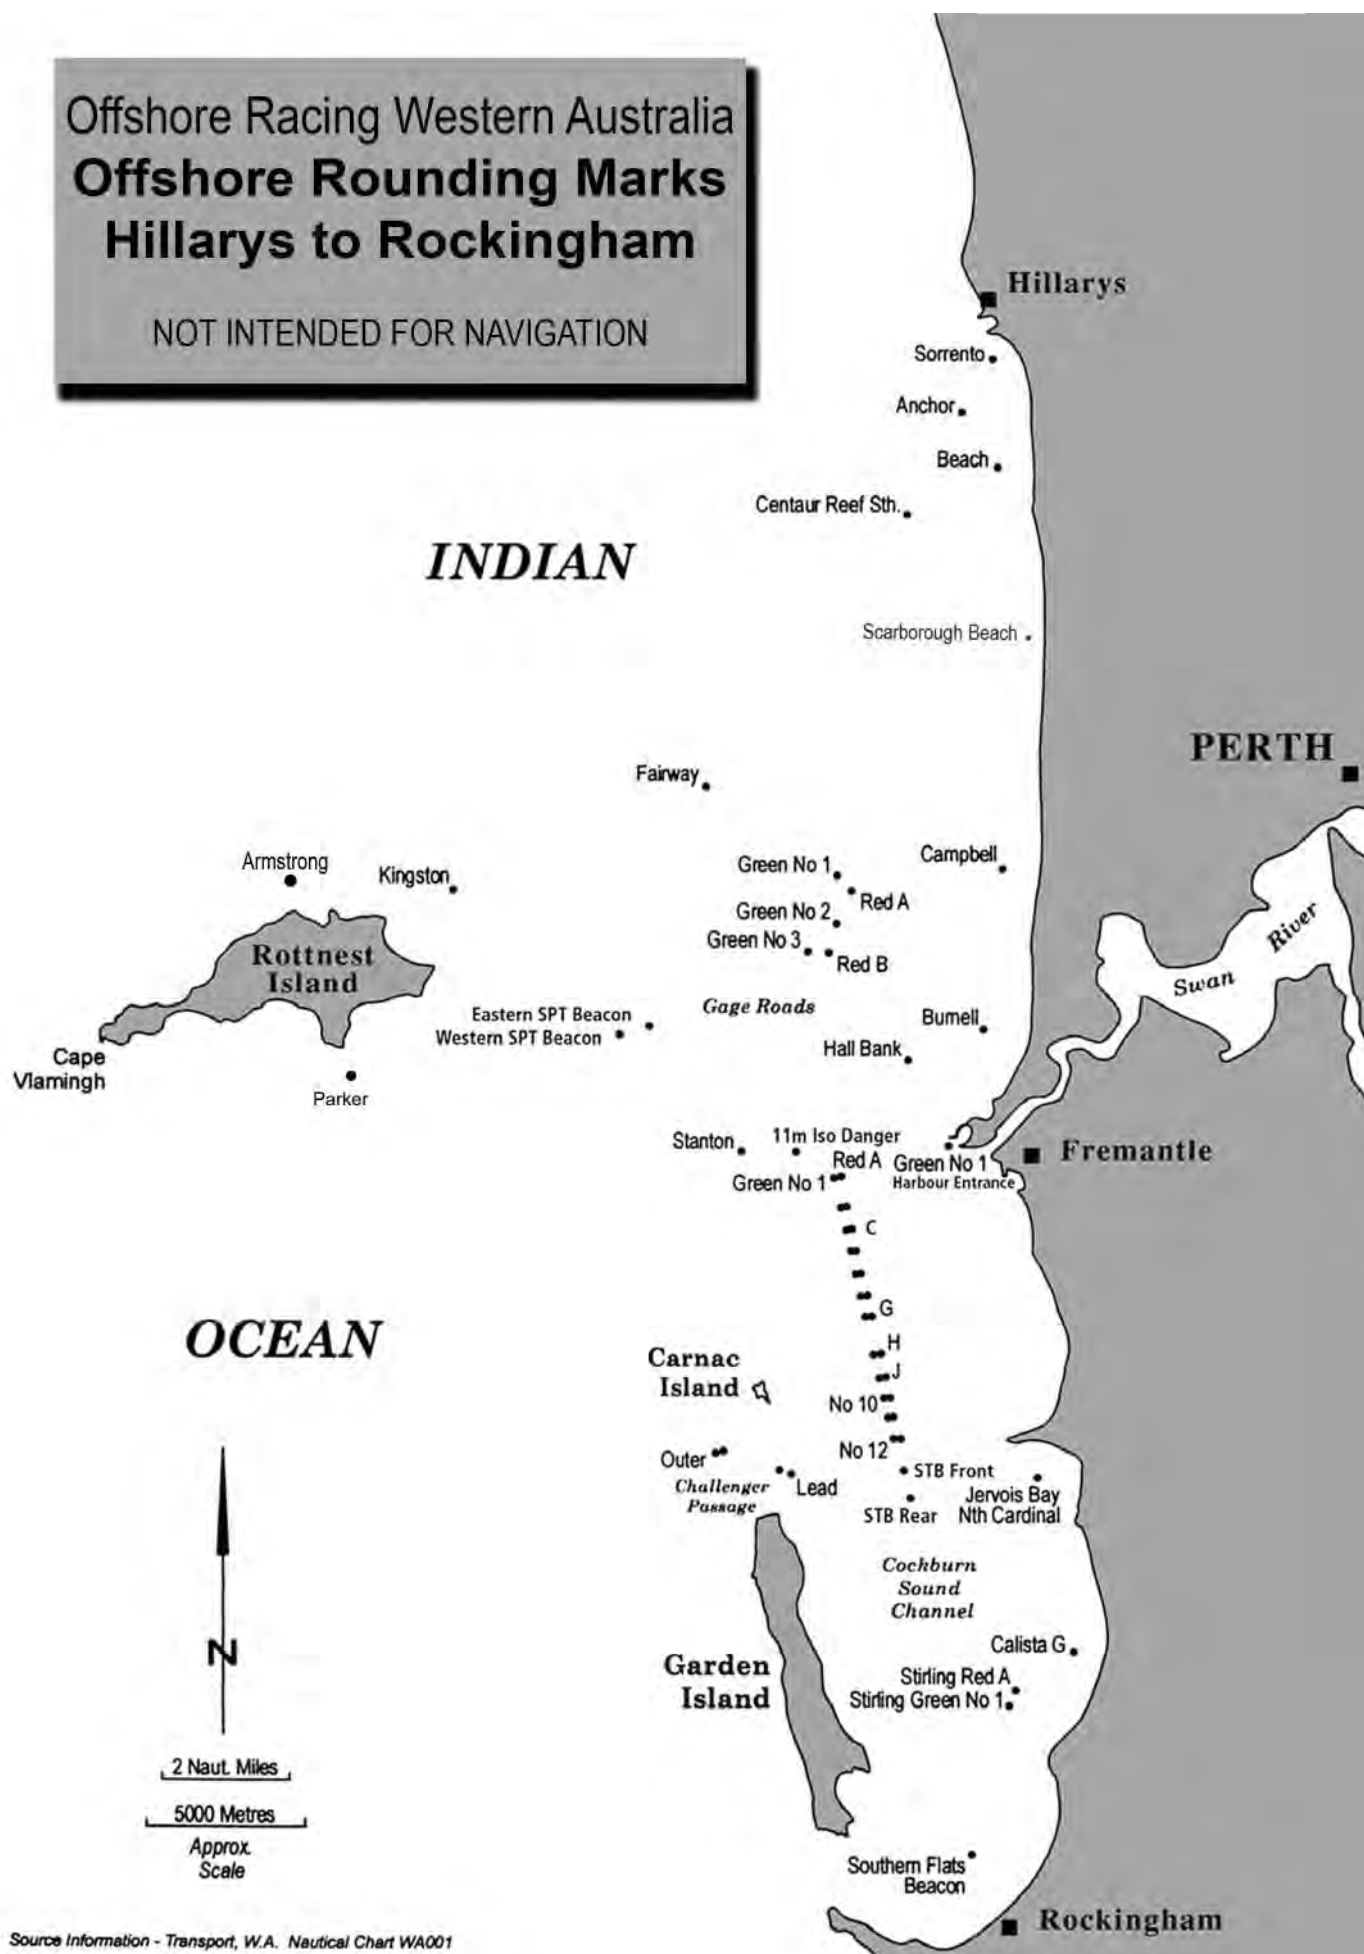 Offshore Racing Western Australia
Offshore Rounding Marks
Hillarys to Rockingham
NOT INTENDED FOR NAVIGATION
Hillarys
Sorrento
Anchor
Beach
Centaur Reef Sth.
INDIAN
Scarborough Beach
PERTH
Fairway
Campbell
Green No 1
Armstrong
Kingston
Red A
Green No 2
Green No 3
Red B
Rottnest
Island
Swan River
Gage Roads
Eastern SPT Beacon
Western SPT Beacon
Burnell
Hall Bank
Cape
Vlamingh
Parker
Stanton
11m Iso Danger
Red A
Green No 1
Green No 1
Harbour Entrance
Fremantle
C
G
OCEAN
H
Carnac
Island
J
No 10
No 12
Outer
Challenger
Passage
Lead
STB Front
STB Rear
Jervois Bay
Nth Cardinal
Cockburn
Sound
Channel
Calista G
N
Garden
Island
Stirling Red A
Stirling Green No 1
2 Naut. Miles
5000 Metres
Approx.
Scale
Southern Flats
Beacon
Rockingham
Source Information - Transport, W.A. Nautical Chart WA001